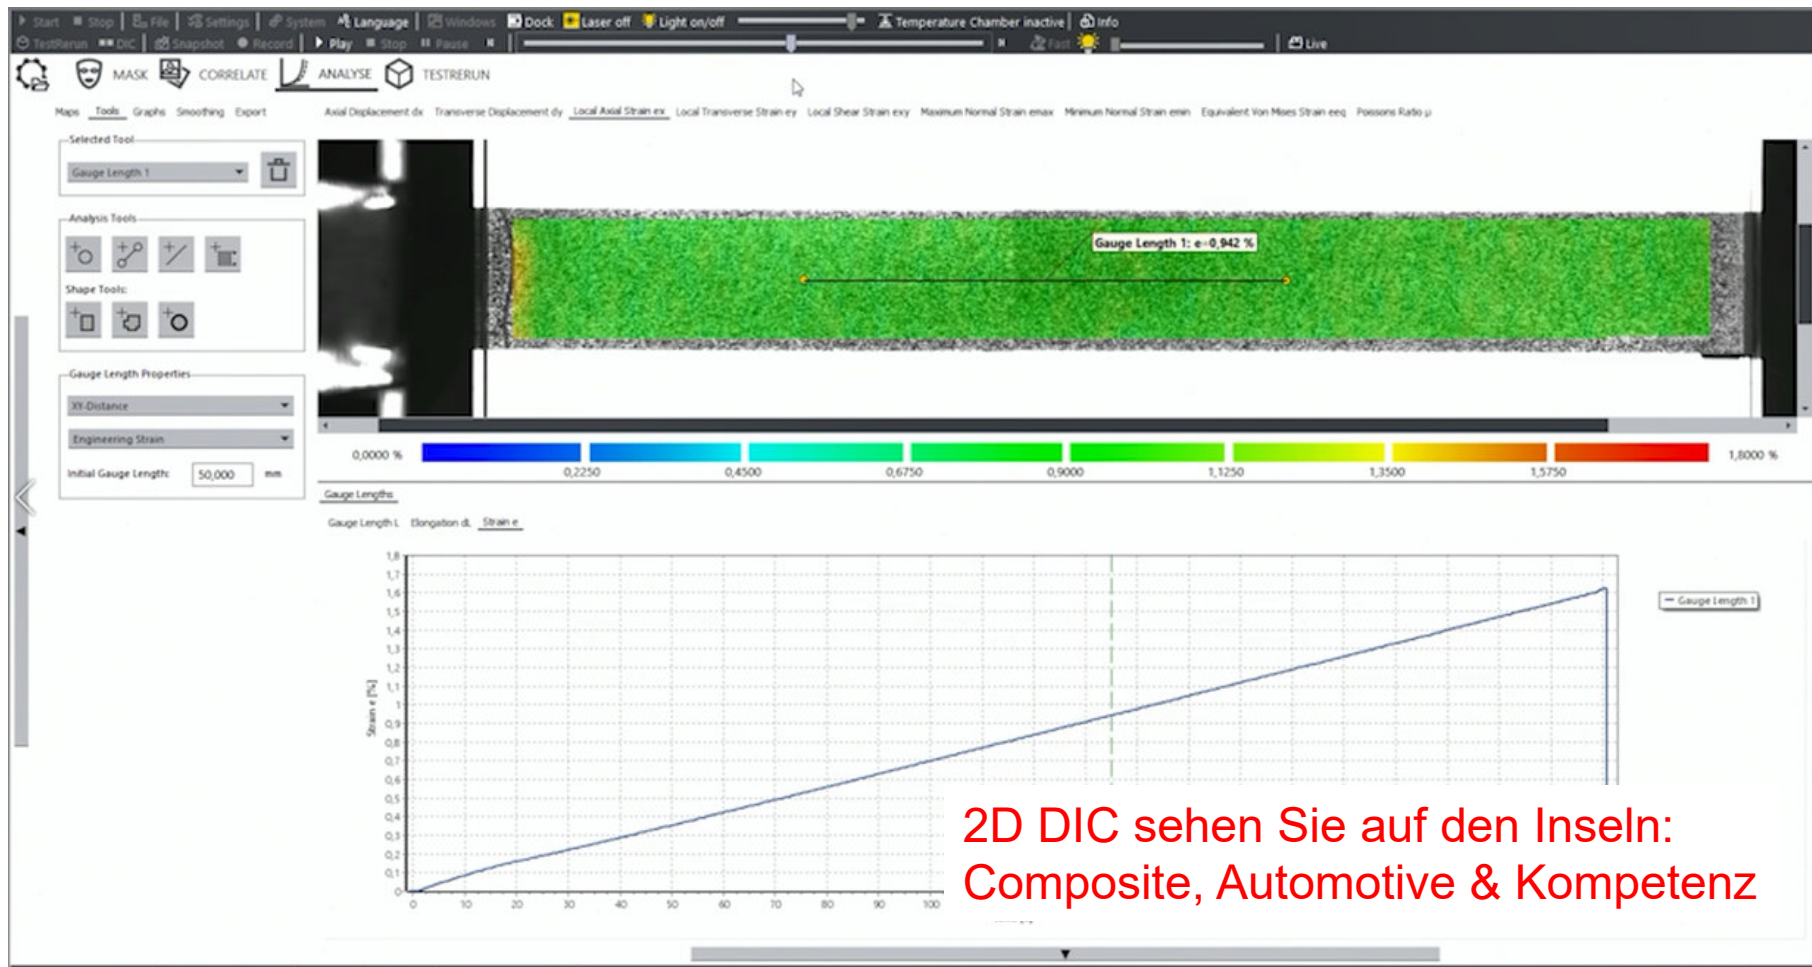 Start Stop File Settings System Language Windows Dock Laser off Light on/off Temperature Chamber inactive Info
TestRerun DIC Snapshot Record Play Stop Pause Fast Live
MASK CORRELATE ANALYSE TESTRERUN
Maps Tools Graphs Smoothing Export
Axial Displacement dx Transverse Displacement dy Local Axial Strain ex Local Transverse Strain ey Local Shear Strain exy Maximum Normal Strain emax Minimum Normal Strain emin Equivalent Von Mises Strain eeq Poissons Ratio μ
Selected Tool
Gauge Length 1
Analysis Tools
Shape Tools:
Gauge Length Properties
XY-Distance
Engineering Strain
Initial Gauge Length: 50,000 mm
Gauge Length 1: e=0,942 %
0,0000 % 1,8000 %
0,2250 0,4500 0,6750 0,9000 1,1250 1,3500 1,5750
Gauge Lengths
Gauge Length L Elongation dL Strain e
1,8
1,7
1,6
1,5
1,4
1,3
1,2
1,1
1
0,9
0,8
0,7
0,6
0,5
0,4
0,3
0,2
0,1
0
Strain e [%]
0 10 20 30 40 50 60 70 80 90 100
Gauge Length 1
2D DIC sehen Sie auf den Inseln:
Composite, Automotive & Kompetenz